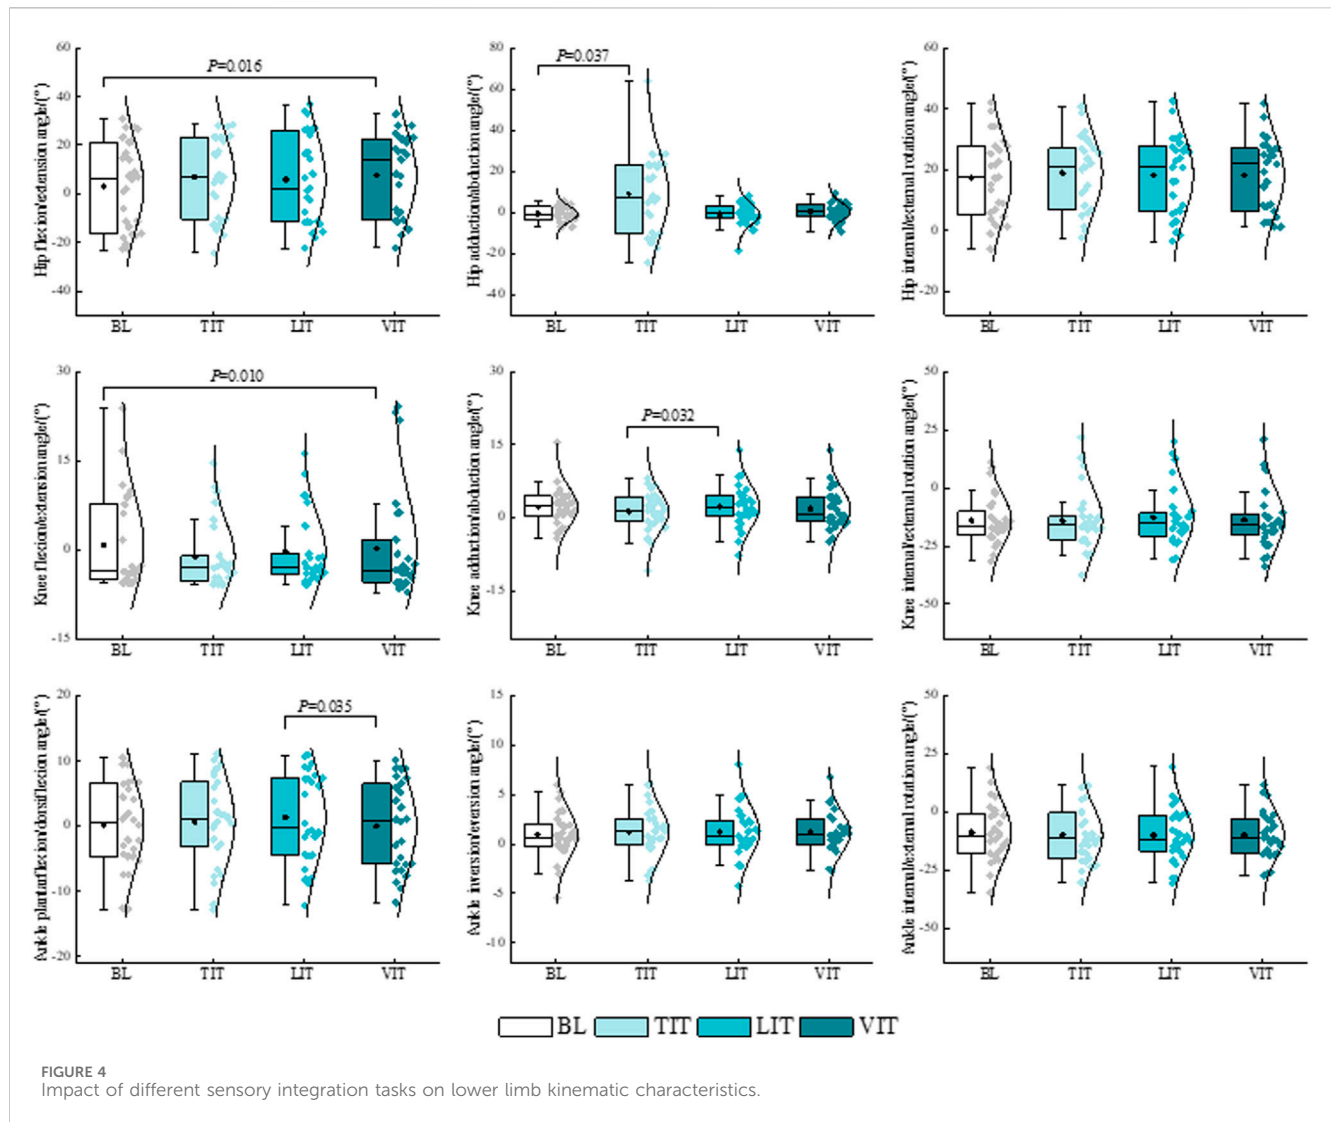 Hip flexion/extension angle/(°)
60
40
20
0
-20
-40
P=0.016
BL TIT LIT VIT
Hip adduction/abduction angle/(°)
80
60
40
20
0
-20
-40
P=0.037
BL TIT LIT VIT
Hip internal/external rotation angle/(°)
60
40
20
0
-20
BL TIT LIT VIT
Knee flexion/extension angle/(°)
30
15
0
-15
P=0.010
BL TIT LIT VIT
Knee adduction/abduction angle/(°)
30
15
0
-15
P=0.032
BL TIT LIT VIT
Knee internal/external rotation angle/(°)
50
25
0
-25
-50
BL TIT LIT VIT
Ankle plantarflexion/dorsiflexion angle/(°)
20
10
0
-10
-20
P=0.035
BL TIT LIT VIT
Ankle inversion/eversion angle/(°)
15
10
5
0
-5
-10
BL TIT LIT VIT
Ankle internal/external rotation angle/(°)
50
25
0
-25
-50
BL TIT LIT VIT
BL TIT LIT VIT
FIGURE 4
Impact of different sensory integration tasks on lower limb kinematic characteristics.